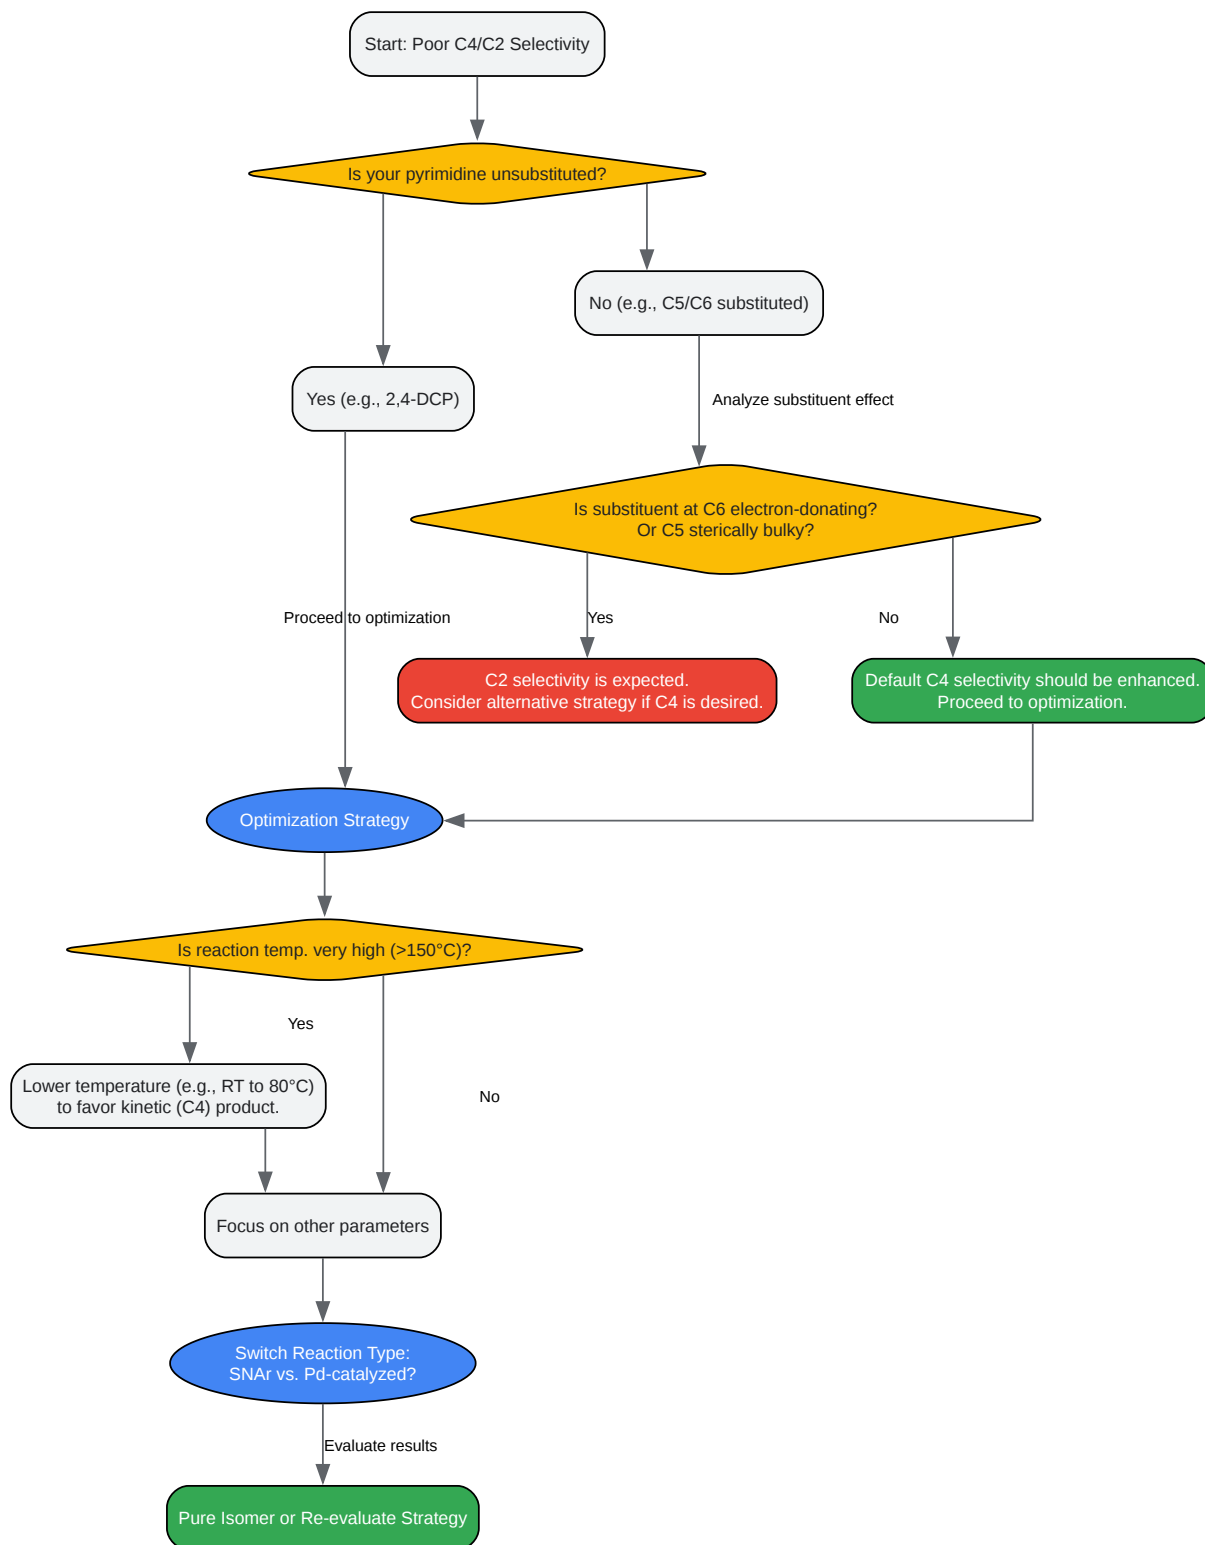 Start: Poor C4/C2 Selectivity
Is your pyrimidine unsubstituted?
No (e.g., C5/C6 substituted)
Yes (e.g., 2,4-DCP)
Analyze substituent effect
Is substituent at C6 electron-donating?
Or C5 sterically bulky?
Proceed to optimization
Yes
No
C2 selectivity is expected.
Consider alternative strategy if C4 is desired.
Default C4 selectivity should be enhanced.
Proceed to optimization.
Optimization Strategy
Is reaction temp. very high (>150°C)?
Yes
Lower temperature (e.g., RT to 80°C)
to favor kinetic (C4) product.
No
Focus on other parameters
Switch Reaction Type:
SNAr vs. Pd-catalyzed?
Evaluate results
Pure Isomer or Re-evaluate Strategy